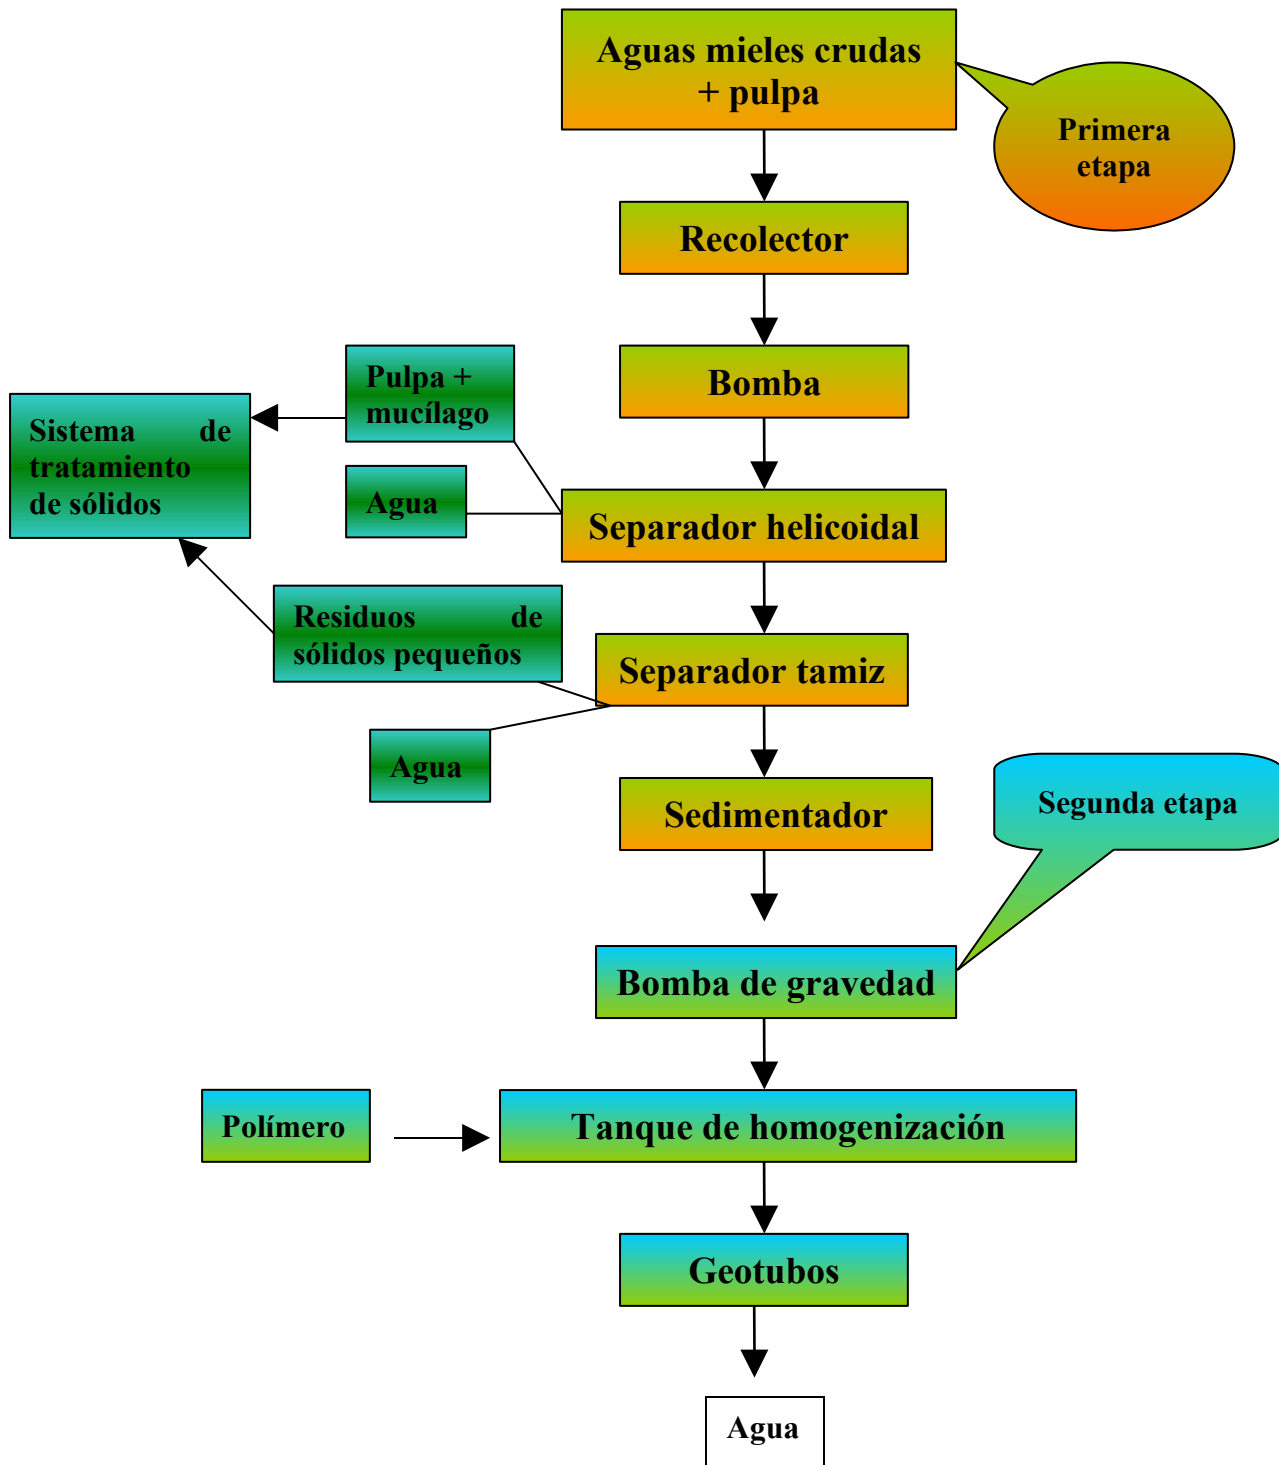 Aguas mieles crudas
+ pulpa
Primera
etapa
Recolector
Bomba
Pulpa +
mucílago
Sistema de
tratamiento
de sólidos
Agua
Separador helicoidal
Residuos de
sólidos pequeños
Separador tamiz
Agua
Sedimentador
Segunda etapa
Bomba de gravedad
Polímero
Tanque de homogenización
Geotubos
Agua